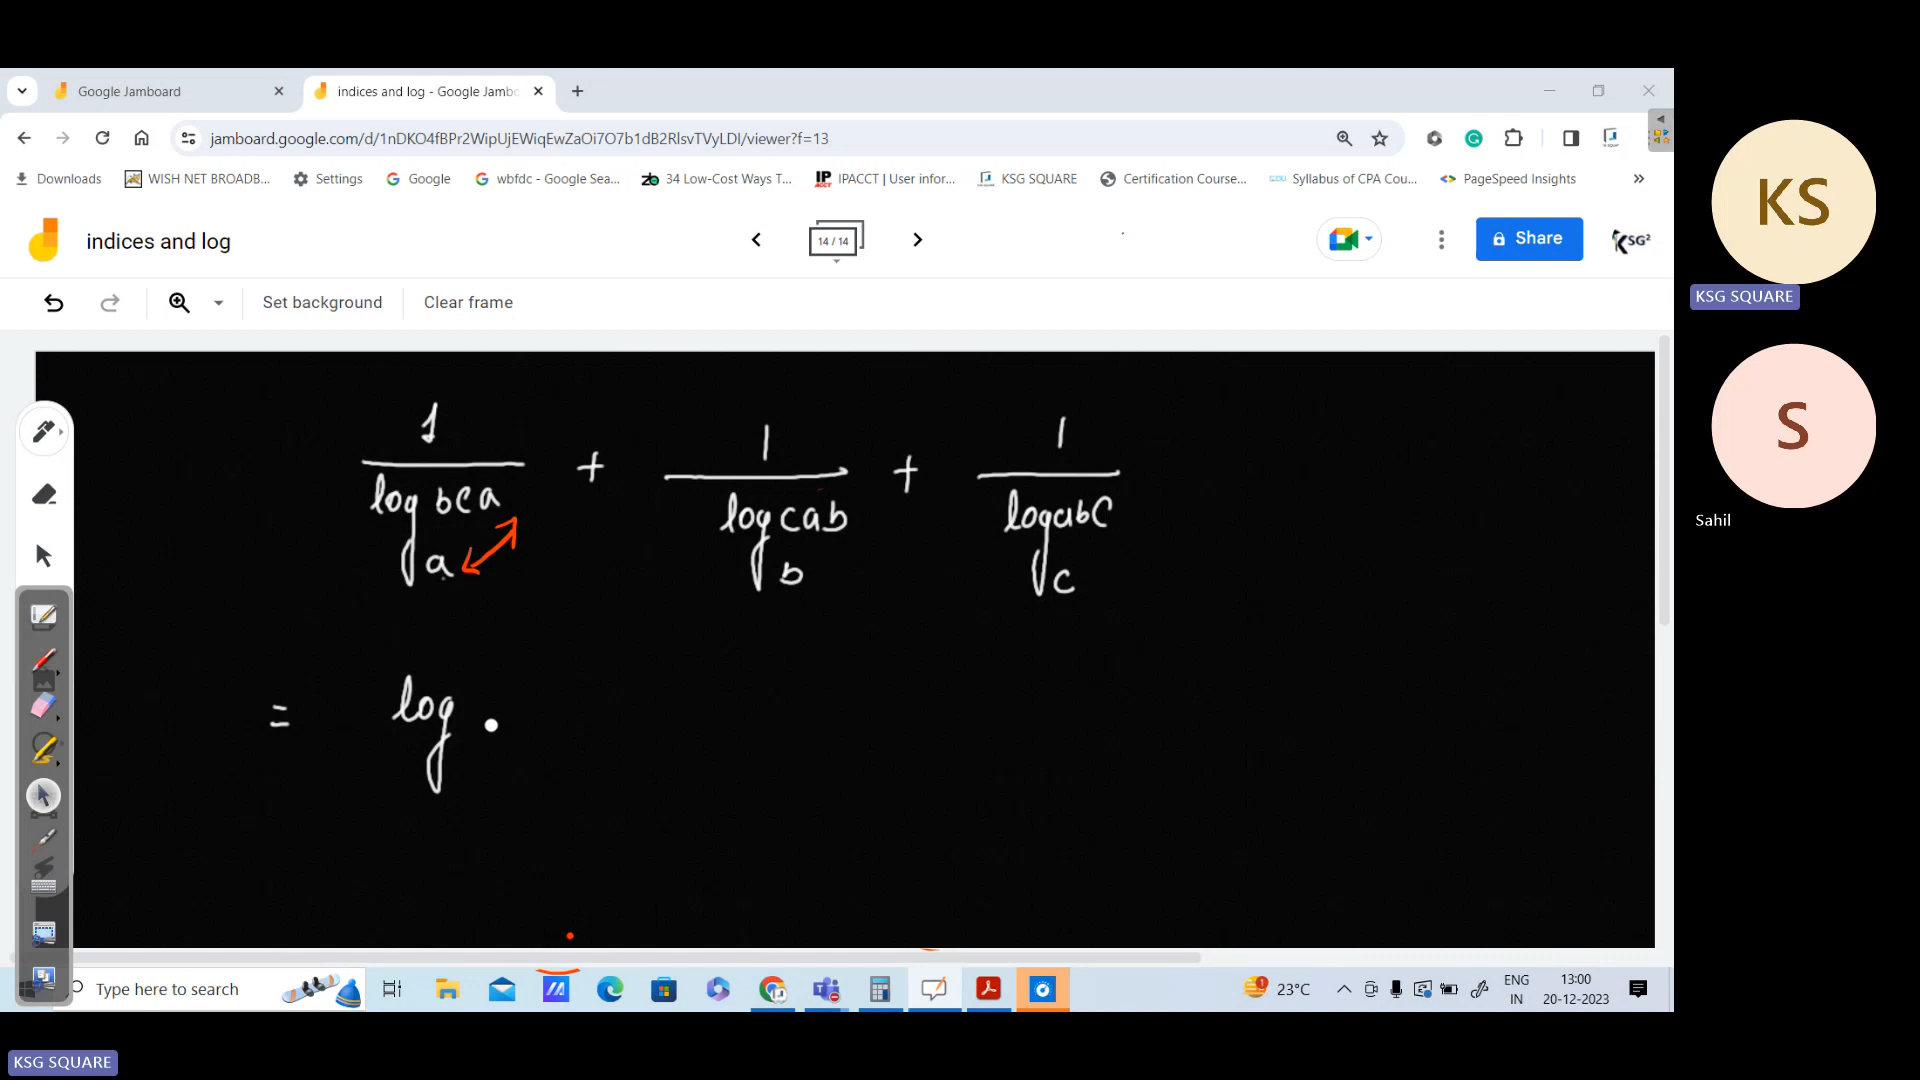 Google Jamboard
indices and log - Google Jambo
jamboard.google.com/d/1nDKO4fBPr2WipUjEWiqEwZaOi7O7b1dB2RlsvTVyLDI/viewer?f=13
Downloads WISH NET BROADB... Settings Google wbfdc - Google Sea... 34 Low-Cost Ways T... IPACCT | User infor... KSG SQUARE Certification Course... Syllabus of CPA Cou... PageSpeed Insights »
indices and log
14 / 14
Share
KSG²
Set background Clear frame
1 + 1 + 1
log bca log cab log abc
a b c
= log
Type here to search
23°C
ENG
IN
13:00
20-12-2023
KS
KSG SQUARE
S
Sahil
KSG SQUARE